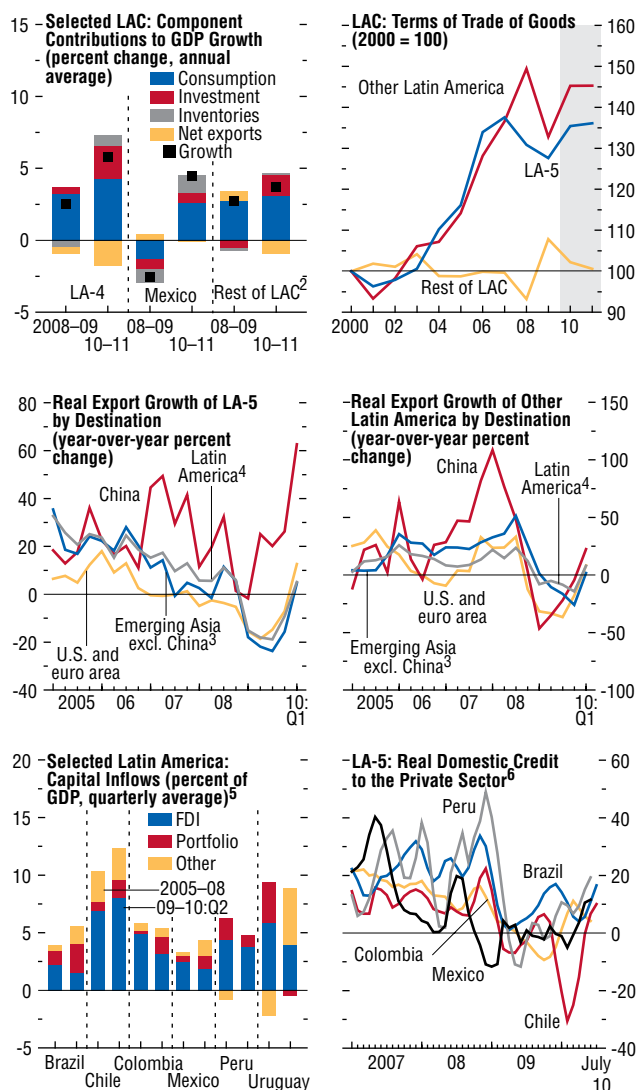 Selected LAC: Component
Contributions to GDP Growth
(percent change, annual
average)
Consumption
Investment
Inventories
Net exports
Growth
15
10
5
0
-5
LA-4
Mexico
Rest of LAC2
2008–09
08–09
08–09
10–11
10–11
10–11
LAC: Terms of Trade of Goods
(2000 = 100)
Other Latin America
LA-5
Rest of LAC
160
150
140
130
120
110
100
90
2000
02
04
06
08
10
Real Export Growth of LA-5
by Destination
(year-over-year percent
change)
Latin
America4
China
Emerging Asia
excl. China3
U.S. and
euro area
80
60
40
20
0
-20
-40
2005
06
07
08
10:
Q1
Real Export Growth of Other
Latin America by Destination
(year-over-year percent
change)
China
Latin
America4
U.S. and
euro area
Emerging Asia
excl. China3
150
100
50
0
-50
-100
2005
06
07
08
10:
Q1
Selected Latin America:
Capital Inflows (percent of
GDP, quarterly average)5
FDI
Portfolio
Other
2005–08
09–10:Q2
20
15
10
5
0
-5
Brazil
Chile
Colombia
Mexico
Peru
Uruguay
LA-5: Real Domestic Credit
to the Private Sector6
Peru
Brazil
Colombia
Mexico
Chile
60
40
20
0
-20
-40
2007
08
09
July
10